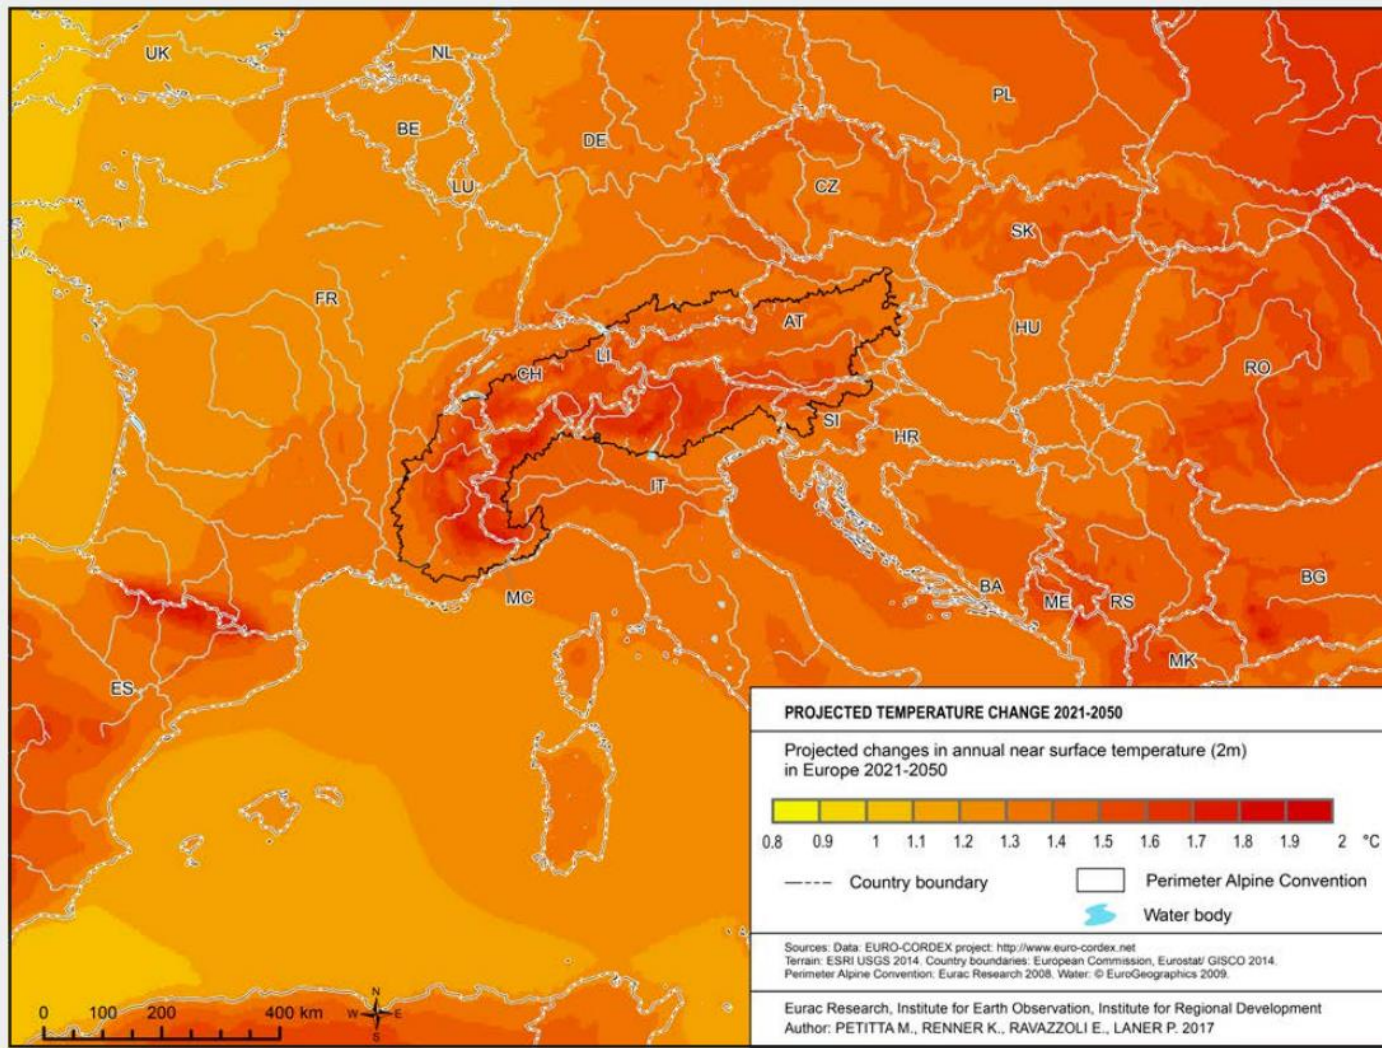 UK
NL
PL
BE
DE
LU
CZ
SK
FR
AT
HU
LI
CH
RO
SI
HR
IT
BA
BG
MC
ME
RS
MK
ES
PROJECTED TEMPERATURE CHANGE 2021-2050
Projected changes in annual near surface temperature (2m)
in Europe 2021-2050
0.8 0.9 1 1.1 1.2 1.3 1.4 1.5 1.6 1.7 1.8 1.9 2 °C
Country boundary
Perimeter Alpine Convention
Water body
Sources: Data: EURO-CORDEX project: http://www.euro-cordex.net
Terrain: ESRI USGS 2014. Country boundaries: European Commission, Eurostat/ GISCO 2014.
Perimeter Alpine Convention: Eurac Research 2008. Water: © EuroGeographics 2009.
Eurac Research, Institute for Earth Observation, Institute for Regional Development
Author: PETITTA M., RENNER K., RAVAZZOLI E., LANER P. 2017
N
0 100 200 400 km
W E
S